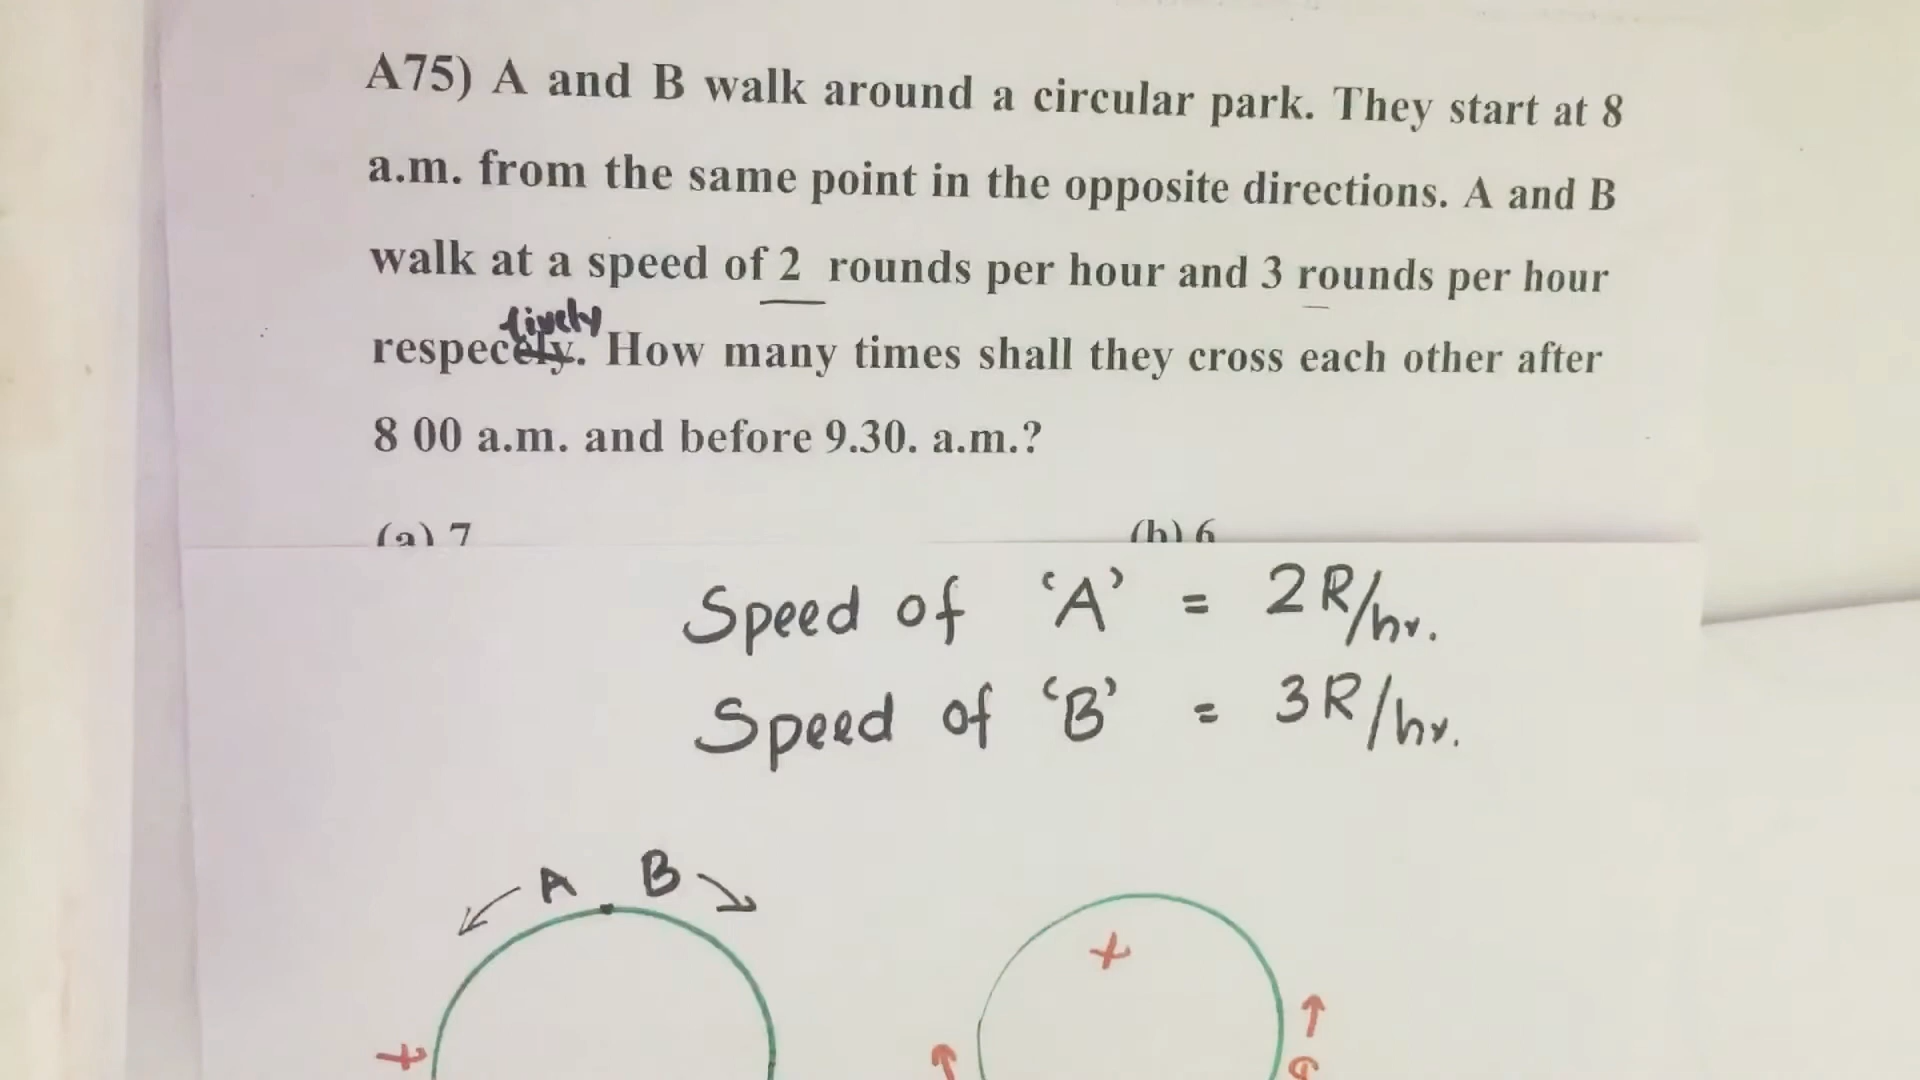 A75) A and B walk around a circular park. They start at 8
a.m. from the same point in the opposite directions. A and B
walk at a speed of 2 rounds per hour and 3 rounds per hour
tively
respecely. How many times shall they cross each other after
8 00 a.m. and before 9.30. a.m.?
(a) 7 (b) 6
Speed of 'A' = 2R/hr.
Speed of 'B' = 3R/hr.
A B